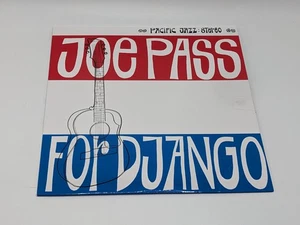 PACIFIC JAZZ · STEREO
JOE PASS
FOR DJANGO